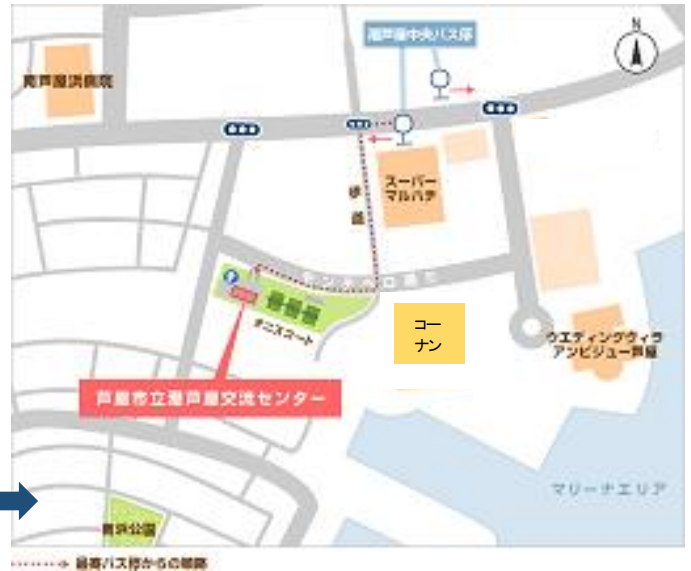 潮芦屋中央バス停
N
南芦屋浜病院
スーパー
マルハチ
歩道
テニスコート
コー
ナン
ウエディングヴィラ
アンビジュー芦屋
芦屋市立潮芦屋交流センター
マリーナエリア
最寄バス停からの順路